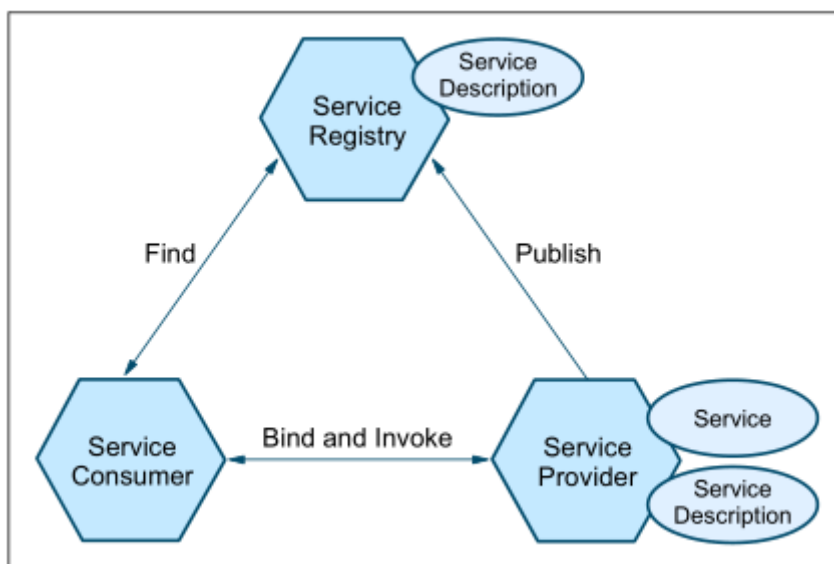 Service
Description
Service
Registry
Find
Publish
Service
Consumer
Bind and Invoke
Service
Provider
Service
Service
Description